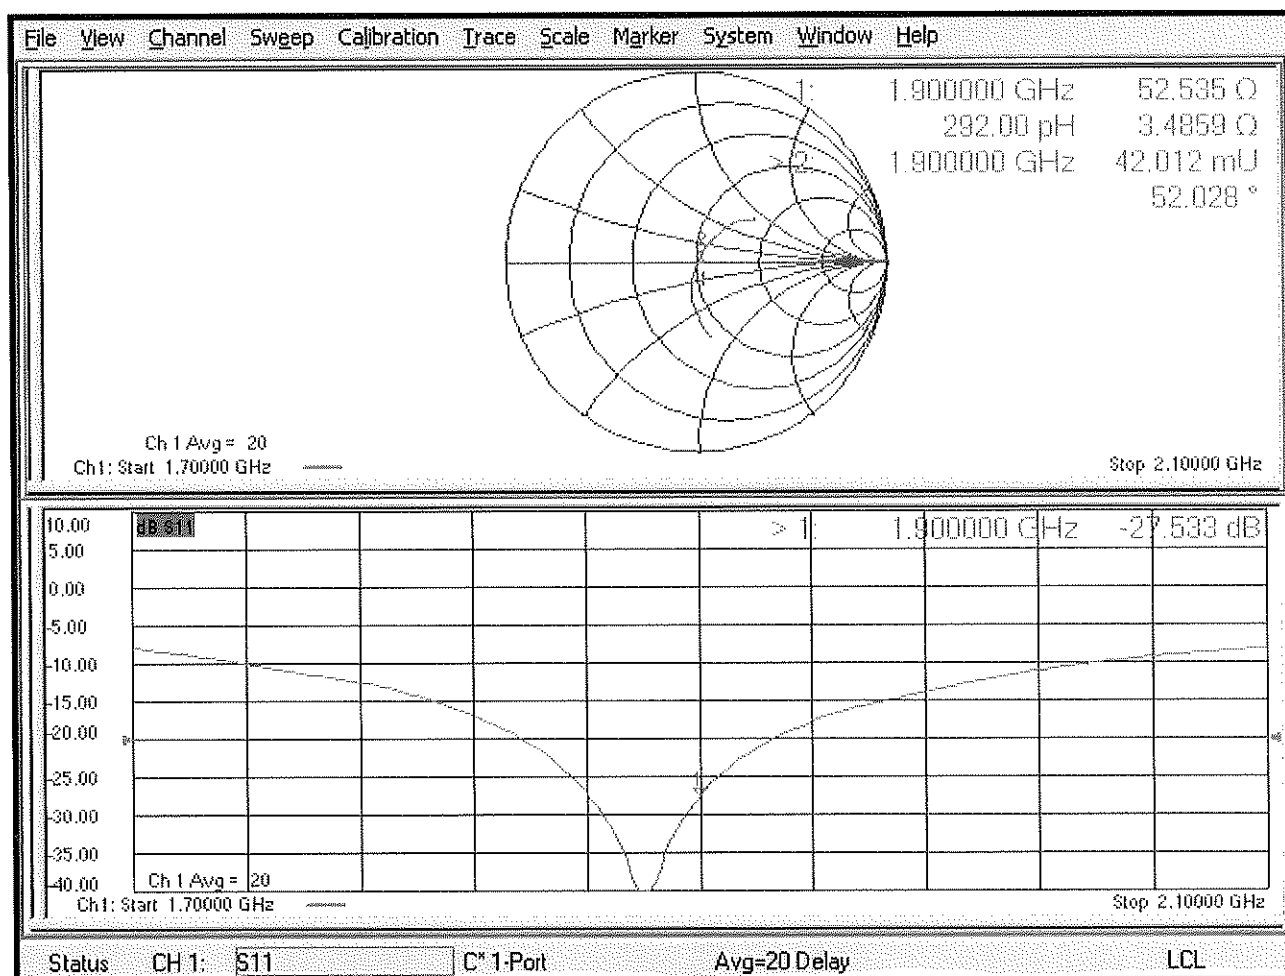 File View Channel Sweep Calibration Trace Scale Marker System Window Help
1: 1.900000 GHz 52.535 Ω
292.00 pH 3.4859 Ω
> 2: 1.900000 GHz 42.012 mU
52.028 °
Ch 1 Avg = 20
Ch1: Start 1.70000 GHz Stop 2.10000 GHz
10.00 dB S11 > 1: 1.900000 GHz -27.533 dB
5.00
0.00
-5.00
-10.00
-15.00
-20.00
-25.00
-30.00
-35.00
-40.00 Ch 1 Avg = 20
Ch1: Start 1.70000 GHz Stop 2.10000 GHz
Status CH 1: S11 C* 1-Port Avg=20 Delay LCL